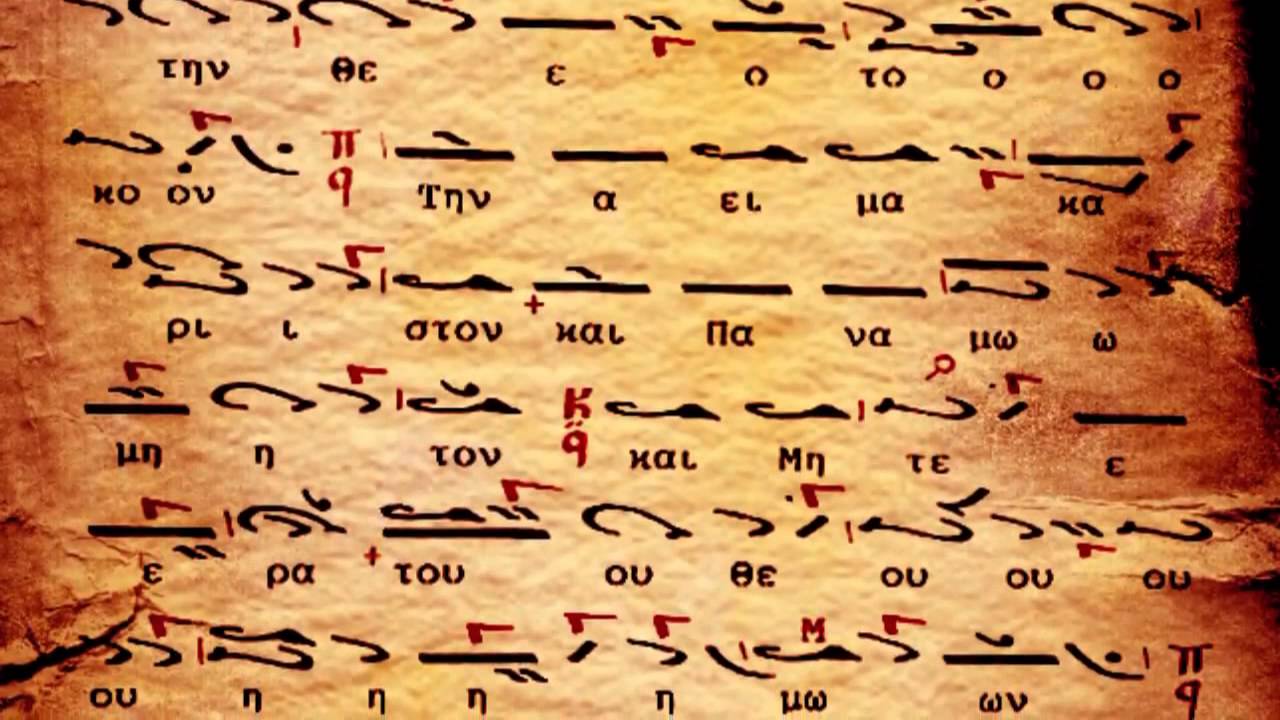 την θε ε ο το ο ο ο
κο ον π q Την α ει μα κα
ρι ι στον και Πα να μω ω
μη η τον K q και Μη τε ε
ε ρα του ου θε ου ου ου
ου η η η η Μ μω ων π q